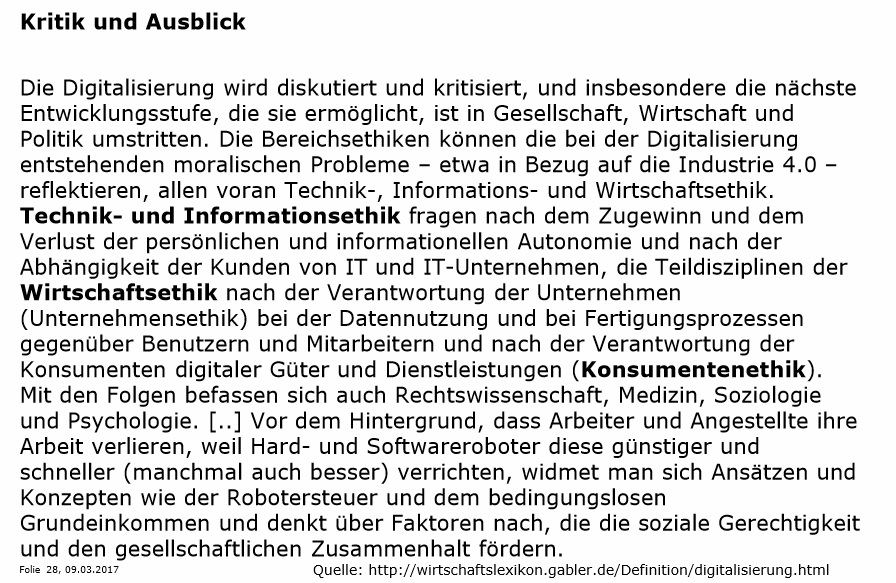 Kritik und Ausblick
Die Digitalisierung wird diskutiert und kritisiert, und insbesondere die nächste
Entwicklungsstufe, die sie ermöglicht, ist in Gesellschaft, Wirtschaft und
Politik umstritten. Die Bereichsethiken können die bei der Digitalisierung
entstehenden moralischen Probleme – etwa in Bezug auf die Industrie 4.0 –
reflektieren, allen voran Technik-, Informations- und Wirtschaftsethik.
Technik- und Informationsethik fragen nach dem Zugewinn und dem
Verlust der persönlichen und informationellen Autonomie und nach der
Abhängigkeit der Kunden von IT und IT-Unternehmen, die Teildisziplinen der
Wirtschaftsethik nach der Verantwortung der Unternehmen
(Unternehmensethik) bei der Datennutzung und bei Fertigungsprozessen
gegenüber Benutzern und Mitarbeitern und nach der Verantwortung der
Konsumenten digitaler Güter und Dienstleistungen (Konsumentenethik).
Mit den Folgen befassen sich auch Rechtswissenschaft, Medizin, Soziologie
und Psychologie. [..] Vor dem Hintergrund, dass Arbeiter und Angestellte ihre
Arbeit verlieren, weil Hard- und Softwareroboter diese günstiger und
schneller (manchmal auch besser) verrichten, widmet man sich Ansätzen und
Konzepten wie der Robotersteuer und dem bedingungslosen
Grundeinkommen und denkt über Faktoren nach, die die soziale Gerechtigkeit
und den gesellschaftlichen Zusammenhalt fördern.
Folie 28, 09.03.2017 Quelle: http://wirtschaftslexikon.gabler.de/Definition/digitalisierung.html